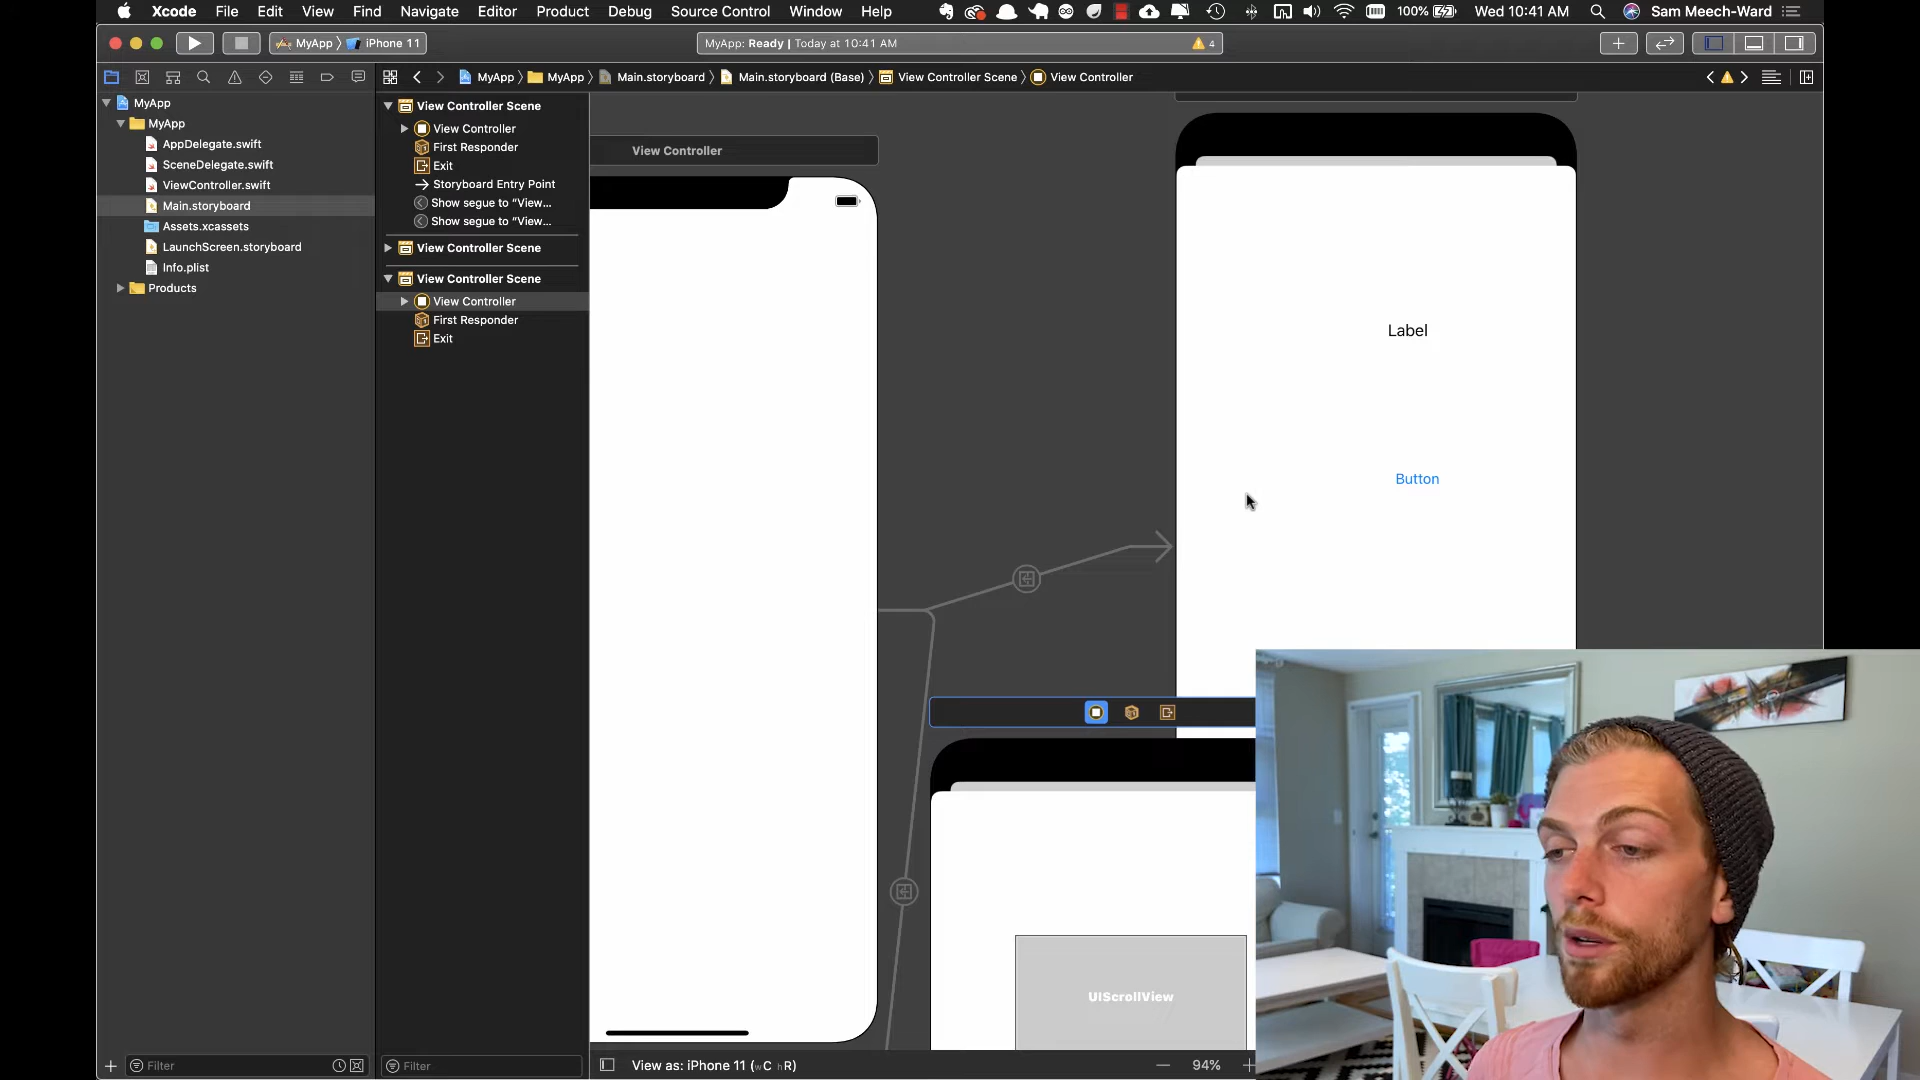 Xcode File Edit View Find Navigate Editor Product Debug Upload Source Control Window Help 100% Wed 10:41 AM Sam Meech-Ward
MyApp iPhone 11 MyApp: Ready | Today at 10:41 AM 4
MyApp MyApp Main.storyboard Main.storyboard (Base) View Controller Scene View Controller
MyApp
MyApp
AppDelegate.swift
SceneDelegate.swift
ViewController.swift
Main.storyboard
Assets.xcassets
LaunchScreen.storyboard
Info.plist
Products
View Controller Scene
View Controller
First Responder
Exit
Storyboard Entry Point
Show segue to "View...
Show segue to "View...
View Controller Scene
View Controller Scene
View Controller
First Responder
Exit
View Controller
Label
Button
UIScrollView
Filter
Filter
View as: iPhone 11 (wC hR)
94%